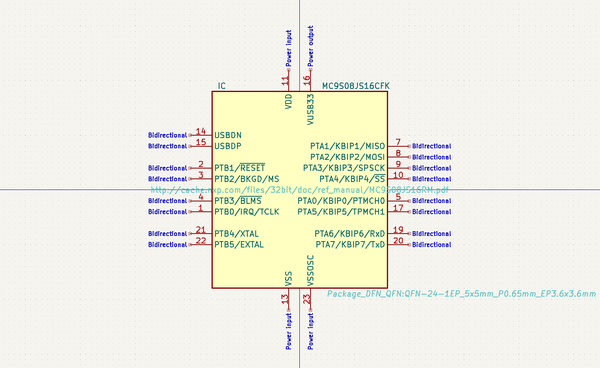 Power input
Power output
11
16
IC
MC9S08JS16CFK
VDD
VUSB33
Bidirectional 14 USBDN
Bidirectional 15 USBDP
PTA1/KBIP1/MISO 7 Bidirectional
PTA2/KBIP2/MOSI 8 Bidirectional
Bidirectional 2 PTB1/RESET
PTA3/KBIP3/SPSCK 9 Bidirectional
Bidirectional 3 PTB2/BKGD/MS
PTA4/KBIP4/SS 10 Bidirectional
http://cache.nxp.com/files/32bit/doc/ref_manual/MC9S08JS16RM.pdf
Bidirectional 4 PTB3/BLMS
PTA0/KBIP0/PTMCH0 5 Bidirectional
Bidirectional 1 PTB0/IRQ/TCLK
PTA5/KBIP5/TPMCH1 17 Bidirectional
Bidirectional 21 PTB4/XTAL
PTA6/KBIP6/RxD 19 Bidirectional
Bidirectional 22 PTB5/EXTAL
PTA7/KBIP7/TxD 20 Bidirectional
VSS
VSSOSC
13
23
Package_DFN_QFN:QFN-24-1EP_5x5mm_P0.65mm_EP3.6x3.6mm
Power input
Power input